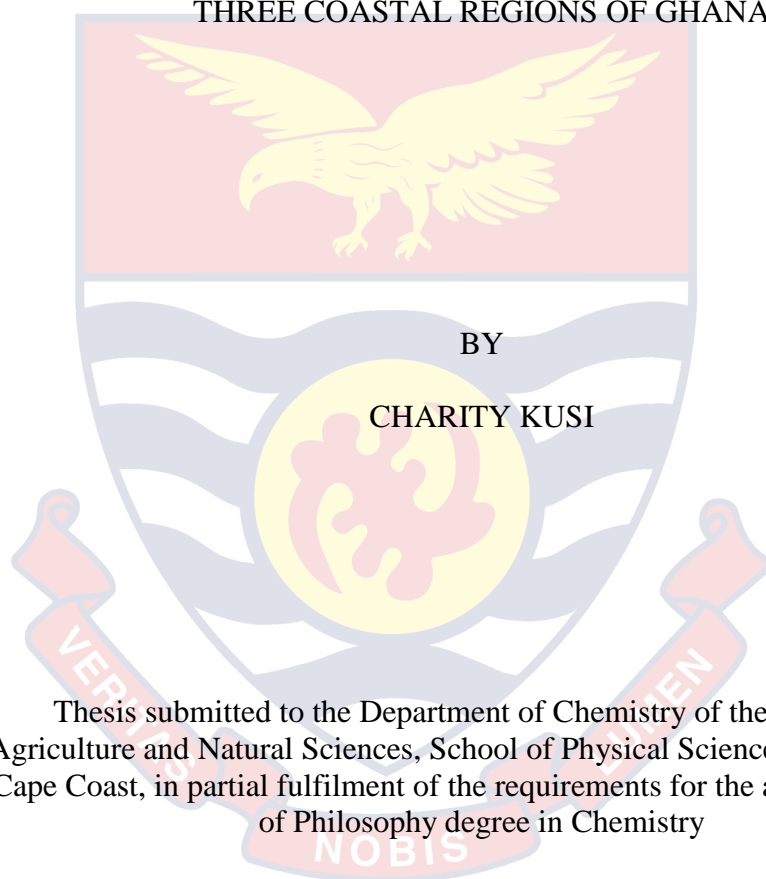 THREE COASTAL REGIONS OF GHANA
BY
CHARITY KUSI
Thesis submitted to the Department of Chemistry of the
Agriculture and Natural Sciences, School of Physical Science
Cape Coast, in partial fulfilment of the requirements for the a
of Philosophy degree in Chemistry
VERITAS
NOBIS
LUMEN